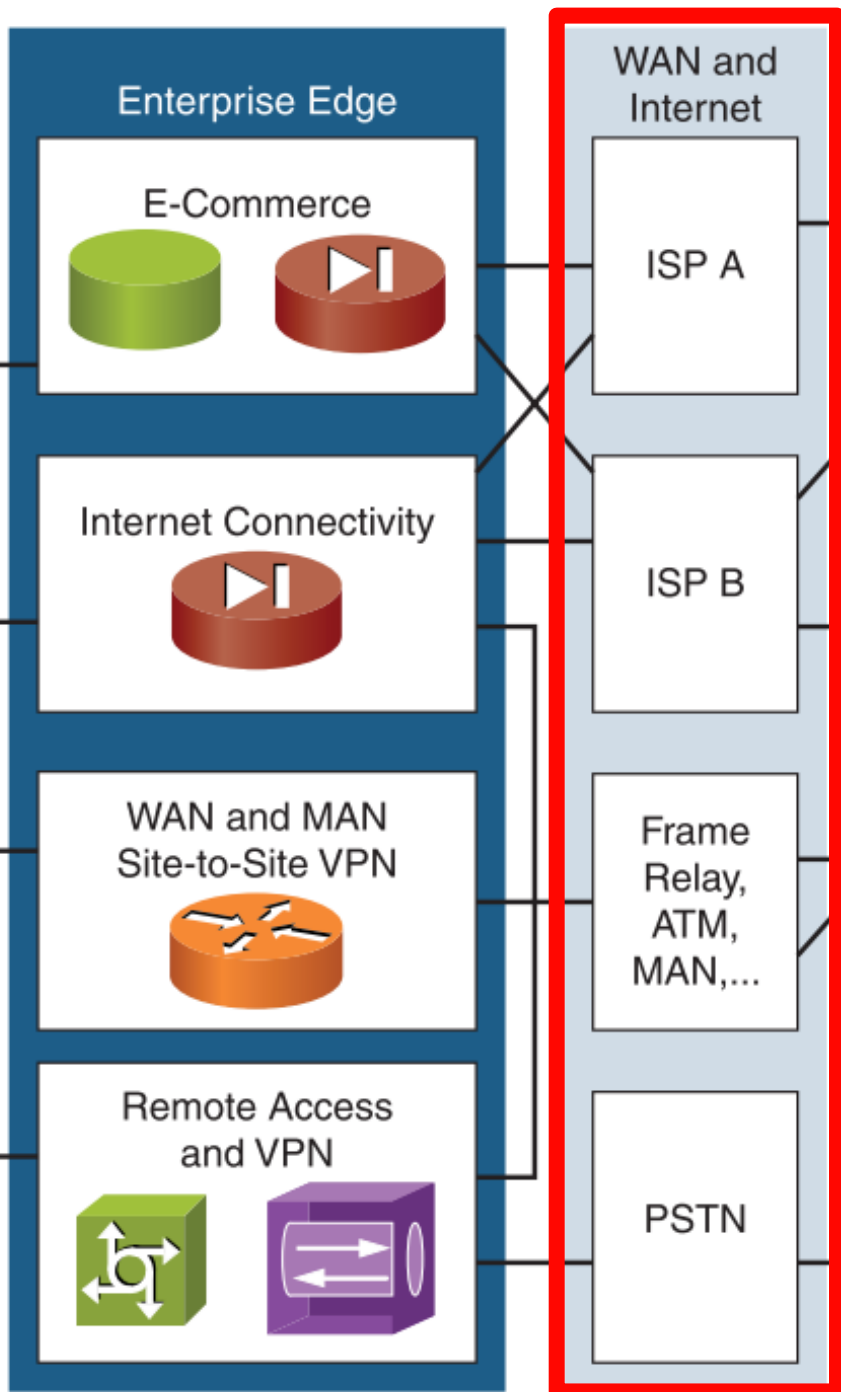 Enterprise Edge
E-Commerce
Internet Connectivity
WAN and MAN
Site-to-Site VPN
Remote Access
and VPN
WAN and
Internet
ISP A
ISP B
Frame
Relay,
ATM,
MAN,...
PSTN